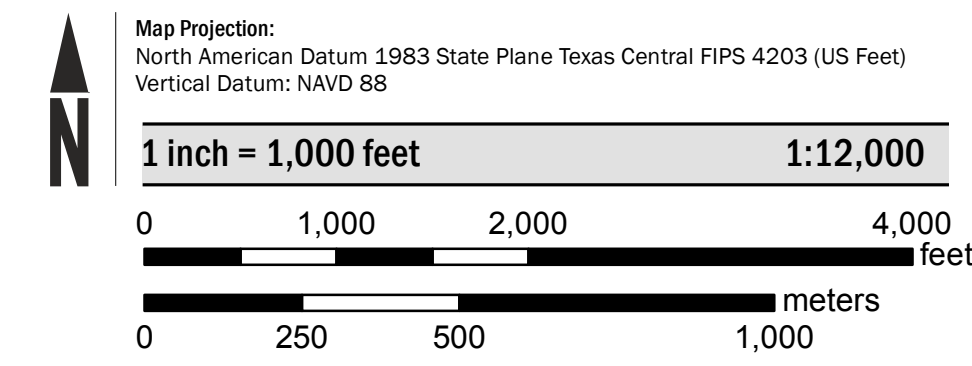 Map Projection:
North American Datum 1983 State Plane Texas Central FIPS 4203 (US Feet)
Vertical Datum: NAVD 88
N
1 inch = 1,000 feet 1:12,000
0 1,000 2,000 4,000
feet
meters
0 250 500 1,000